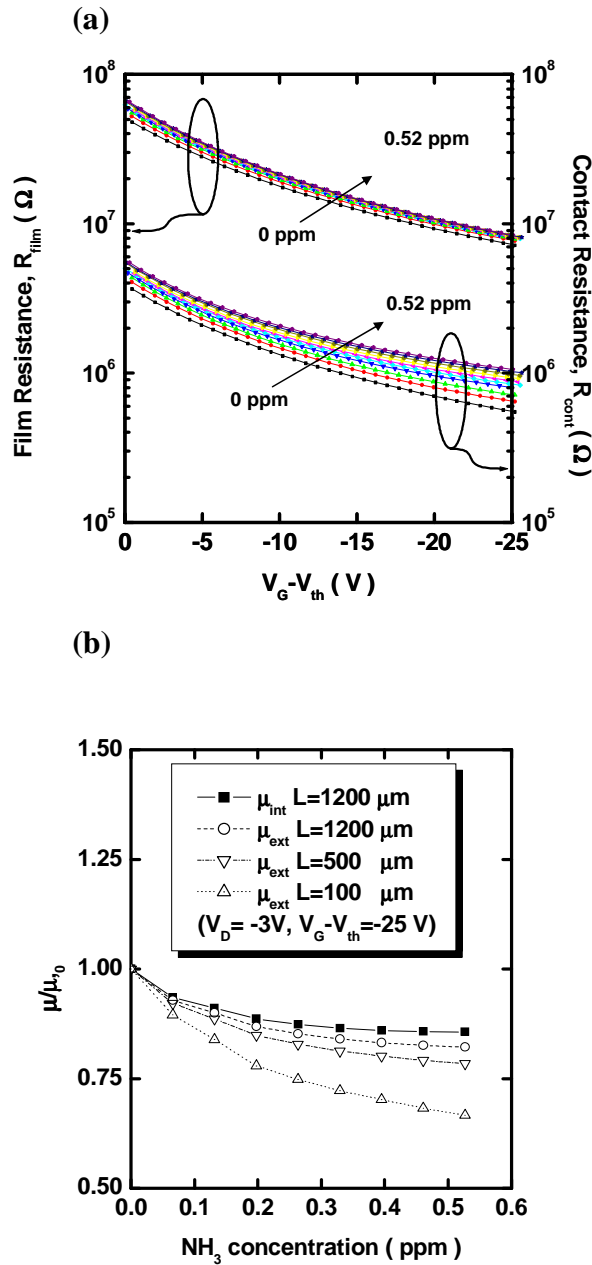 (a)
10^8
10^7
10^6
10^5
Film Resistance, R_film ( Ω )
0.52 ppm
0 ppm
0.52 ppm
0 ppm
10^8
10^7
10^6
10^5
Contact Resistance, R_cont ( Ω )
0 -5 -10 -15 -20 -25
V_G-V_th ( V )
(b)
1.50
1.25
1.00
0.75
0.50
μ/μ,_0
μ_int L=1200 μm
μ_ext L=1200 μm
μ_ext L=500 μm
μ_ext L=100 μm
(V_D= -3V, V_G-V_th=-25 V)
0.0 0.1 0.2 0.3 0.4 0.5 0.6
NH_3 concentration ( ppm )